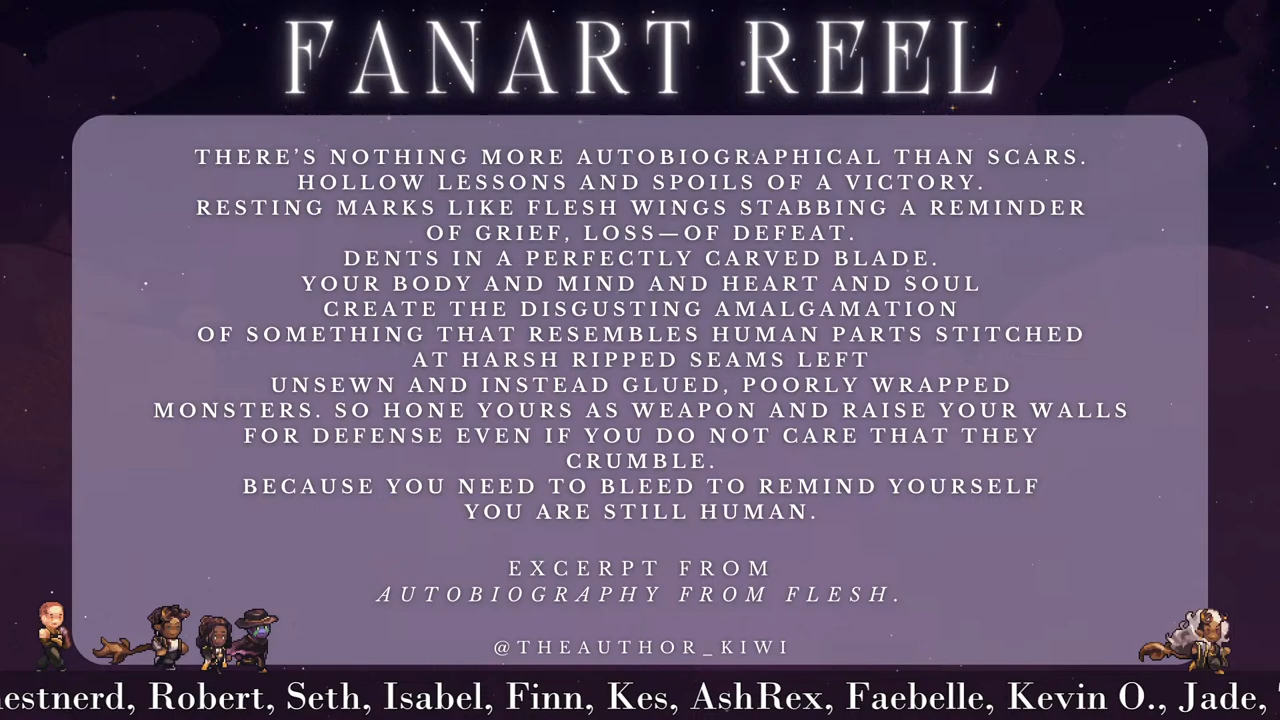 FANART REEL
THERE'S NOTHING MORE AUTOBIOGRAPHICAL THAN SCARS.
HOLLOW LESSONS AND SPOILS OF A VICTORY.
RESTING MARKS LIKE FLESH WINGS STABBING A REMINDER
OF GRIEF, LOSS—OF DEFEAT.
DENTS IN A PERFECTLY CARVED BLADE.
YOUR BODY AND MIND AND HEART AND SOUL
CREATE THE DISGUSTING AMALGAMATION
OF SOMETHING THAT RESEMBLES HUMAN PARTS STITCHED
AT HARSH RIPPED SEAMS LEFT
UNSEWN AND INSTEAD GLUED, POORLY WRAPPED
MONSTERS. SO HONE YOURS AS WEAPON AND RAISE YOUR WALLS
FOR DEFENSE EVEN IF YOU DO NOT CARE THAT THEY
CRUMBLE.
BECAUSE YOU NEED TO BLEED TO REMIND YOURSELF
YOU ARE STILL HUMAN.
EXCERPT FROM
AUTOBIOGRAPHY FROM FLESH.
@THEAUTHOR_KIWI
estnerd, Robert, Seth, Isabel, Finn, Kes, AshRex, Faebelle, Kevin O., Jade,